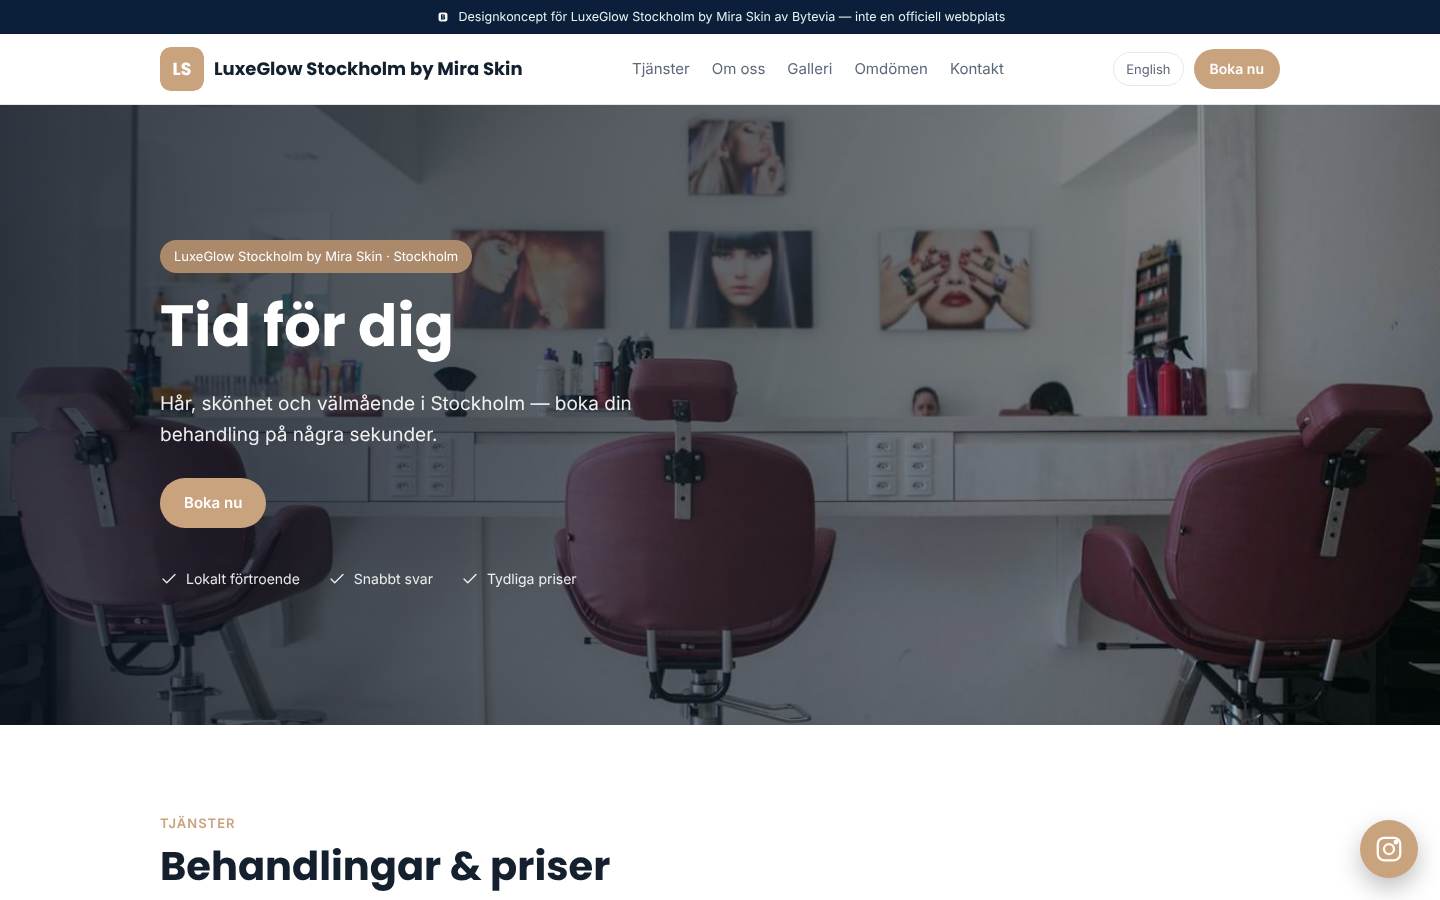 Designkoncept för LuxeGlow Stockholm by Mira Skin av Bytevia — inte en officiell webbplats
LS
LuxeGlow Stockholm by Mira Skin
Tjänster
Om oss
Galleri
Omdömen
Kontakt
English
Boka nu
LuxeGlow Stockholm by Mira Skin · Stockholm
Tid för dig
Hår, skönhet och välmående i Stockholm — boka din
behandling på några sekunder.
Boka nu
Lokalt förtroende
Snabbt svar
Tydliga priser
TJÄNSTER
Behandlingar & priser